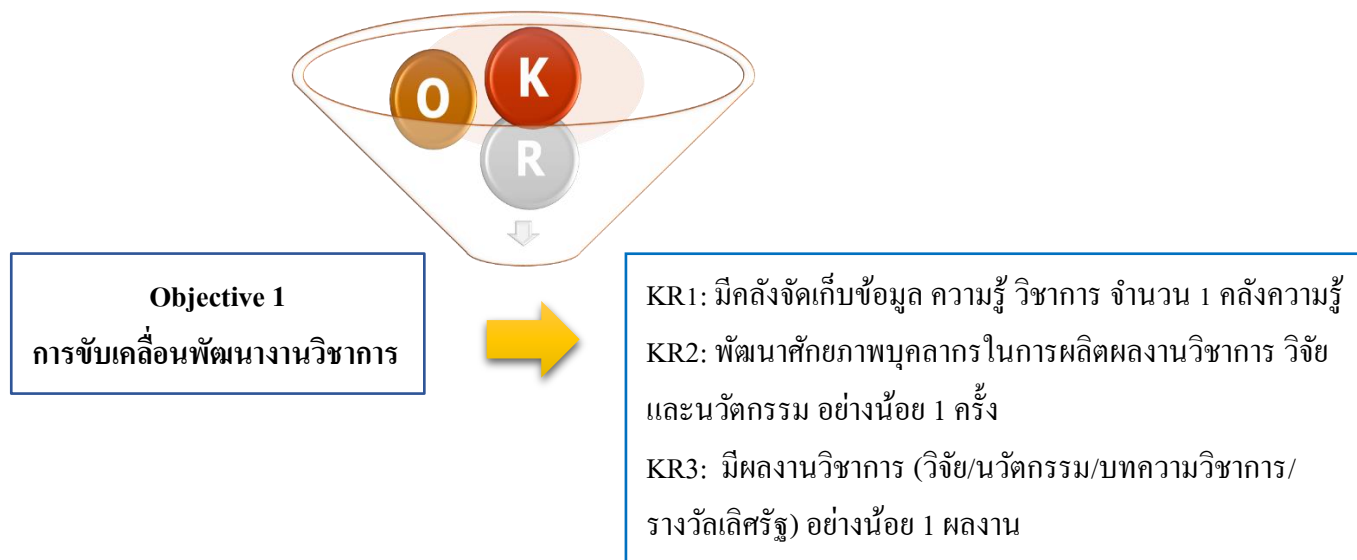 O
K
R
Objective 1
การขับเคลื่อนพัฒนางานวิชาการ
KR1: มีคลังจัดเก็บข้อมูล ความรู้ วิชาการ จำนวน 1 คลังความรู้
KR2: พัฒนาศักยภาพบุคลากรในการผลิตผลงานวิชาการ วิจัย
และนวัตกรรม อย่างน้อย 1 ครั้ง
KR3: มีผลงานวิชาการ (วิจัย/นวัตกรรม/บทความวิชาการ/
รางวัลเลิศรัฐ) อย่างน้อย 1 ผลงาน